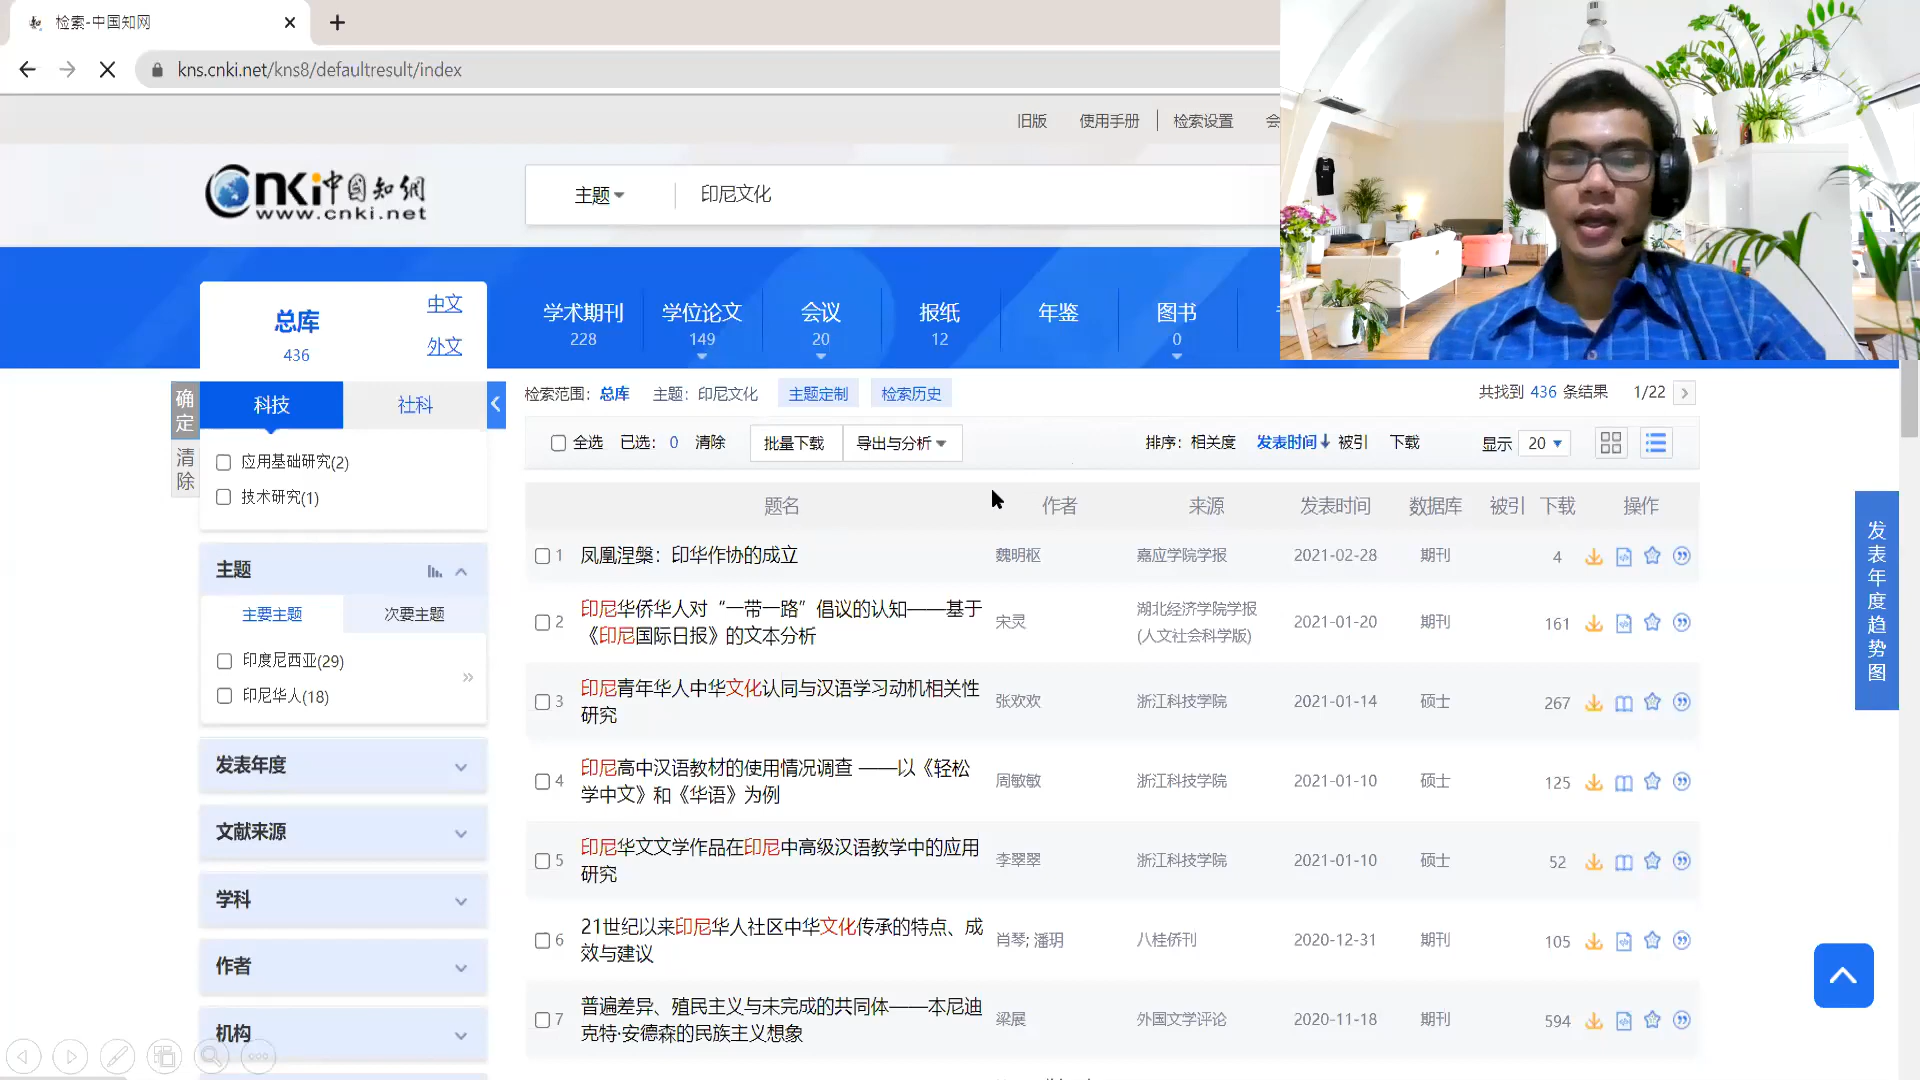 检索-中国知网
kns.cnki.net/kns8/defaultresult/index
旧版 使用手册 检索设置 会
cnki中国知網
www.cnki.net
主题 印尼文化
总库 中文
436 外文
学术期刊 学位论文 会议 报纸 年鉴 图书
228 149 20 12 0
确定
清除
科技 社科
应用基础研究(2)
技术研究(1)
主题
主要主题 次要主题
印度尼西亚(29)
印尼华人(18)
»
发表年度
文献来源
学科
作者
机构
检索范围：总库 主题：印尼文化 主题定制 检索历史 共找到 436 条结果 1/22
全选 已选：0 清除 批量下载 导出与分析 排序：相关度 发表时间↓ 被引 下载 显示 20
题名 作者 来源 发表时间 数据库 被引 下载 操作
1 凤凰涅槃：印华作协的成立 魏明枢 嘉应学院学报 2021-02-28 期刊 4
2 印尼华侨华人对“一带一路”倡议的认知——基于《印尼国际日报》的文本分析 宋灵 湖北经济学院学报(人文社会科学版) 2021-01-20 期刊 161
3 印尼青年华人中华文化认同与汉语学习动机相关性研究 张欢欢 浙江科技学院 2021-01-14 硕士 267
4 印尼高中汉语教材的使用情况调查 ——以《轻松学中文》和《华语》为例 周敏敏 浙江科技学院 2021-01-10 硕士 125
5 印尼华文文学作品在印尼中高级汉语教学中的应用研究 李翠翠 浙江科技学院 2021-01-10 硕士 52
6 21世纪以来印尼华人社区中华文化传承的特点、成效与建议 肖琴; 潘玥 八桂侨刊 2020-12-31 期刊 105
7 普遍差异、殖民主义与未完成的共同体——本尼迪克特·安德森的民族主义想象 梁展 外国文学评论 2020-11-18 期刊 594
发表年度趋势图